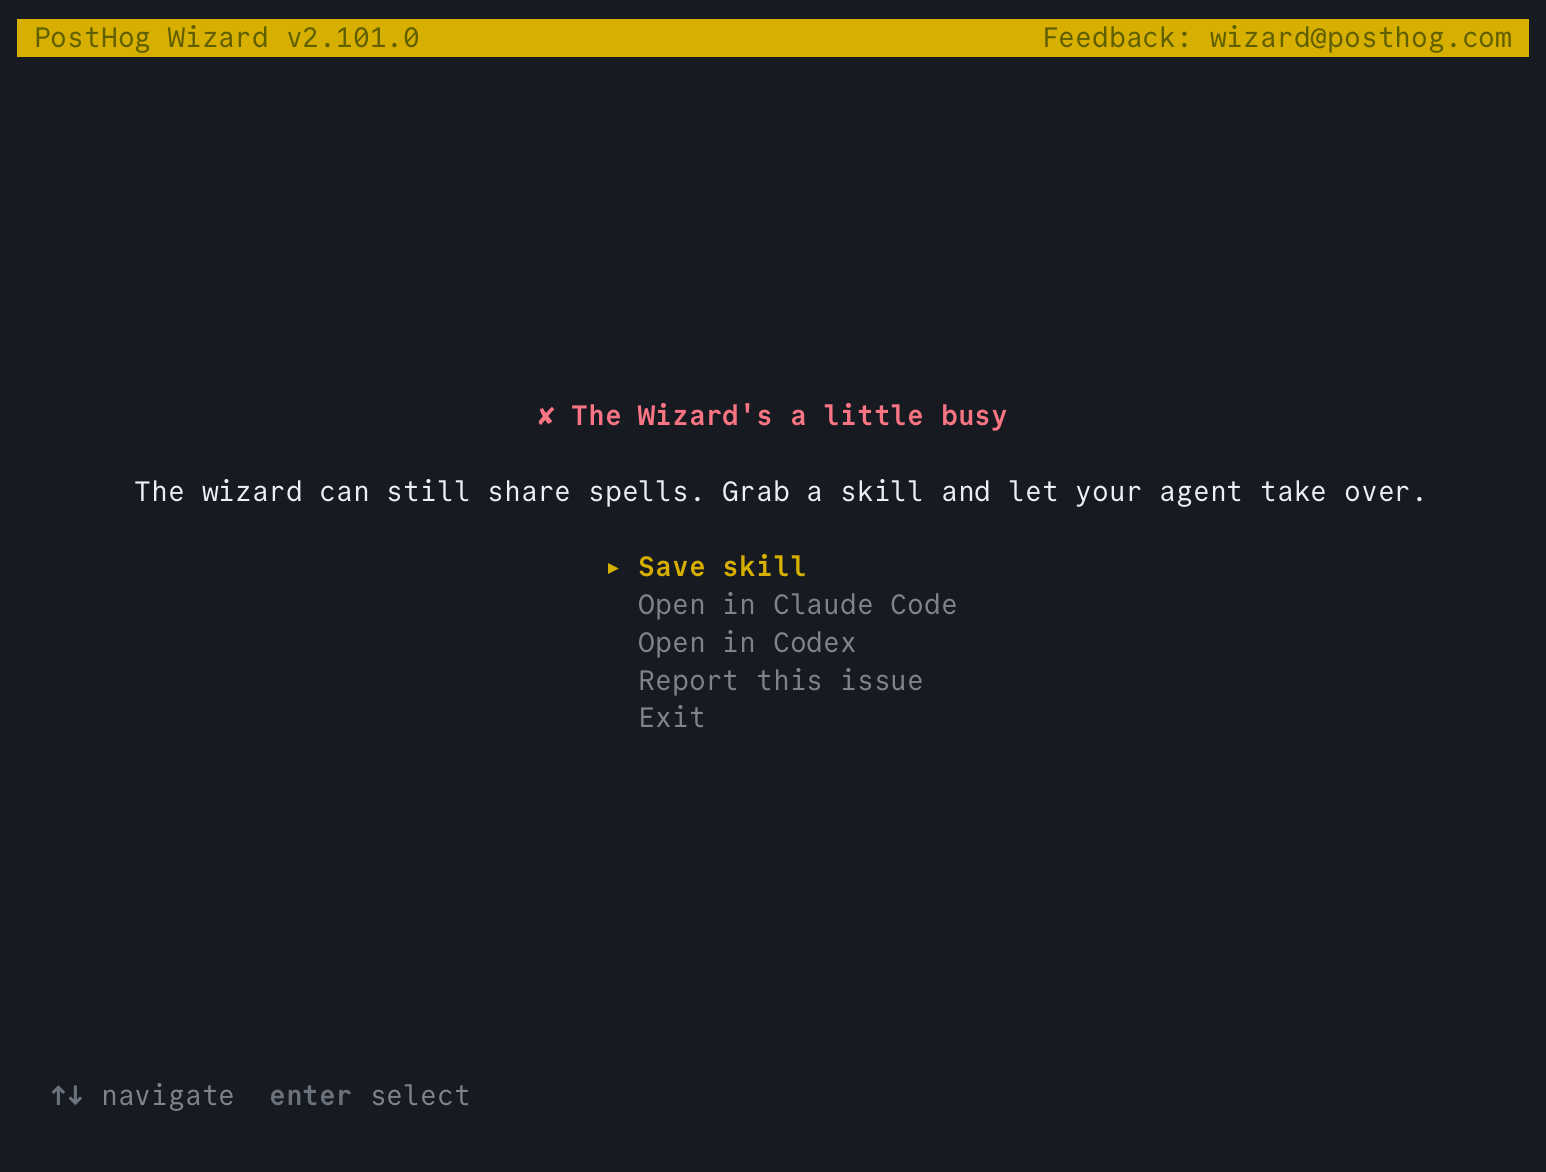 PostHog Wizard v2.101.0 Feedback: wizard@posthog.com
✘ The Wizard's a little busy
The wizard can still share spells. Grab a skill and let your agent take over.
▸ Save skill
Open in Claude Code
Open in Codex
Report this issue
Exit
↑↓ navigate enter select